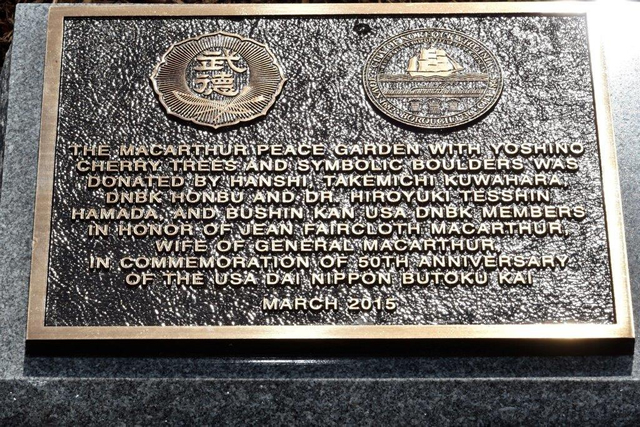 武
德
THE MACARTHUR PEACE GARDEN WITH YOSHINO
CHERRY TREES AND SYMBOLIC BOULDERS WAS
DONATED BY HANSHI, TAKEMICHI KUWAHARA,
DNBK HONBU AND DR. HIROYUKI TESSHIN
HAMADA, AND BUSHIN KAN USA DNBK MEMBERS
IN HONOR OF JEAN FAIRCLOTH MACARTHUR,
WIFE OF GENERAL MACARTHUR,
IN COMMEMORATION OF 50TH ANNIVERSARY
OF THE USA DAI NIPPON BUTOKU KAI
MARCH 2015